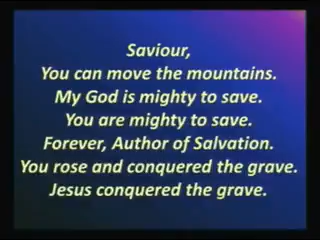 Saviour,
You can move the mountains.
My God is mighty to save.
You are mighty to save.
Forever, Author of Salvation.
You rose and conquered the grave.
Jesus conquered the grave.